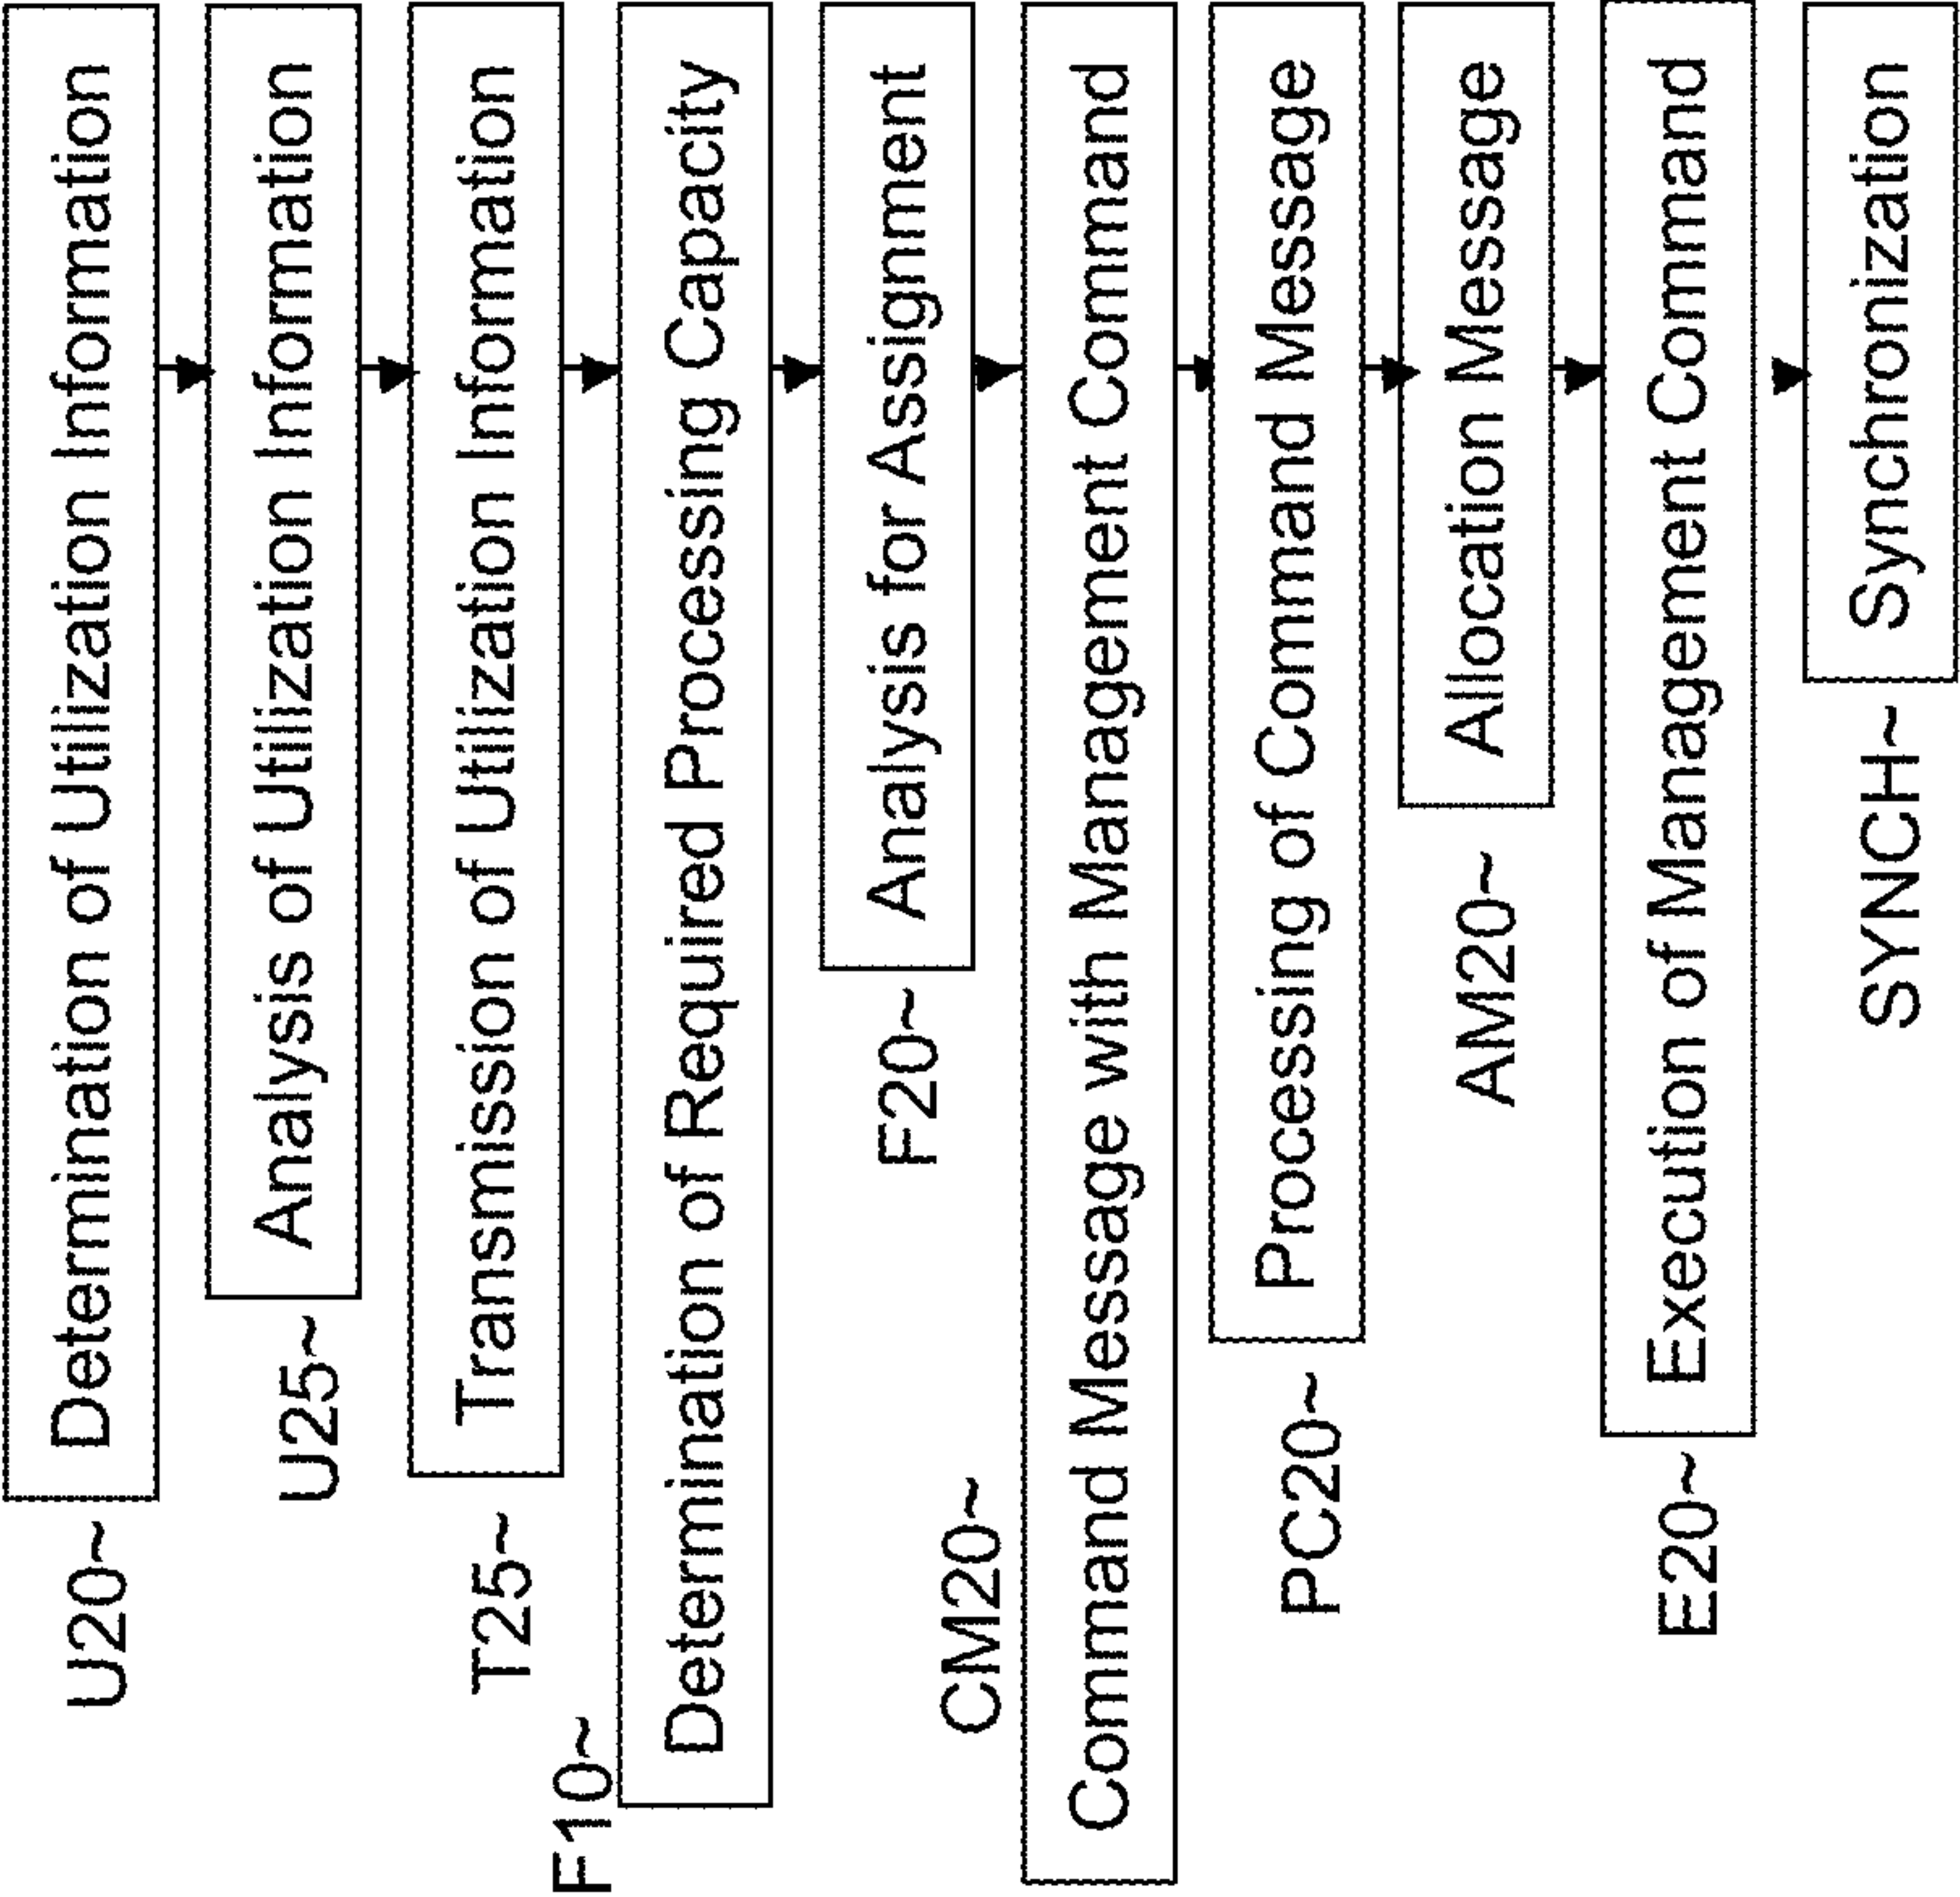 U20~ Determination of Utilization Information
U25~ Analysis of Utilization Information
T25~ Transmission of Utilization Information
F10~
Determination of Required Processing Capacity
F20~ Analysis for Assignment
CM20~
Command Message with Management Command
PC20~ Processing of Command Message
AM20~ Allocation Message
E20~ Execution of Management Command
SYNCH~ Synchronization